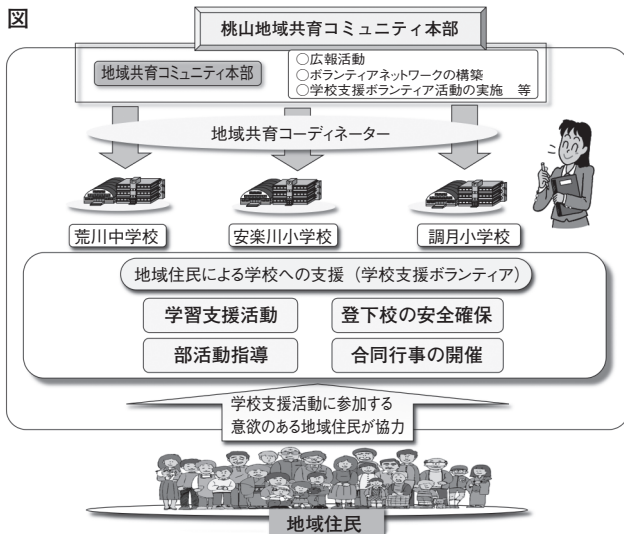 図
桃山地域共育コミュニティ本部
地域共育コミュニティ本部
○広報活動
○ボランティアネットワークの構築
○学校支援ボランティア活動の実施 等
地域共育コーディネーター
荒川中学校
安楽川小学校
調月小学校
地域住民による学校への支援（学校支援ボランティア）
学習支援活動
登下校の安全確保
部活動指導
合同行事の開催
学校支援活動に参加する
意欲のある地域住民が協力
地域住民